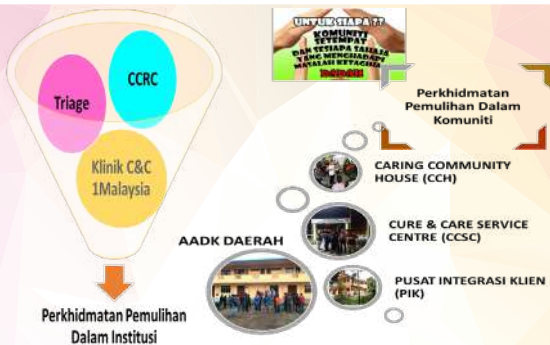 Triage
CCRC
Klinik C&C
1Malaysia
Perkhidmatan Pemulihan
Dalam Institusi
UNTUK SIAPA ??
KOMUNITI
SETEMPAT
DAN SESIAPA SAHAJA
YANG MENGHADAPI
MASALAH KETAGIHAN
DADAH
Perkhidmatan
Pemulihan Dalam
Komuniti
CARING COMMUNITY
HOUSE (CCH)
CURE & CARE SERVICE
CENTRE (CCSC)
AADK DAERAH
PUSAT INTEGRASI KLIEN
(PIK)